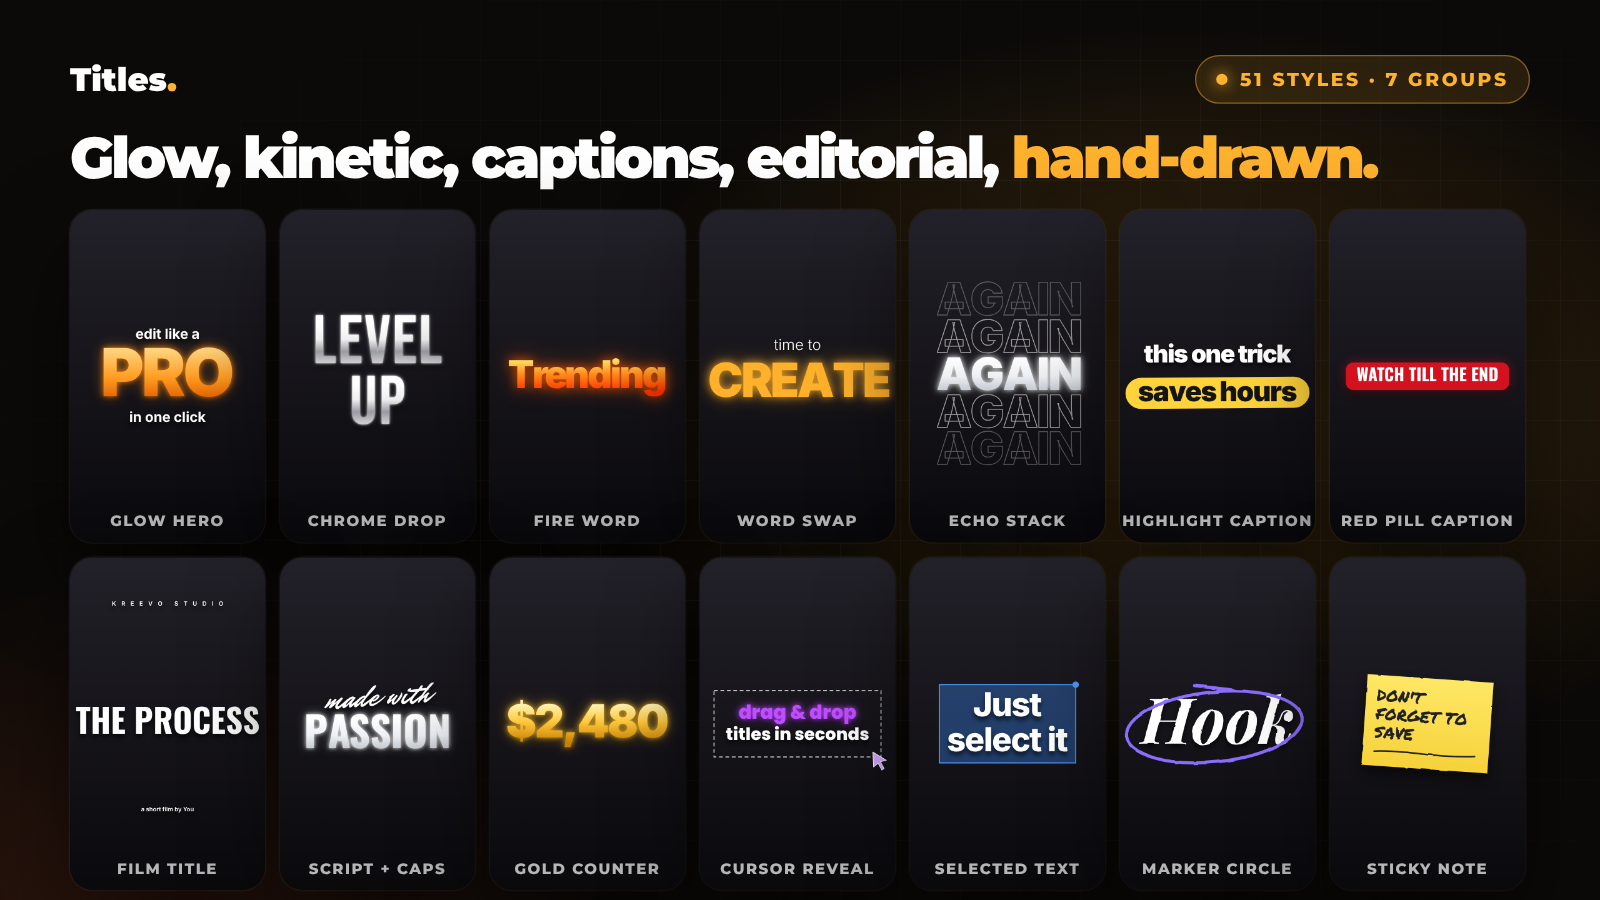 Titles.
51 STYLES · 7 GROUPS
Glow, kinetic, captions, editorial, hand-drawn.
edit like a
PRO
in one click
GLOW HERO
LEVEL
UP
CHROME DROP
Trending
FIRE WORD
time to
CREATE
WORD SWAP
AGAIN
AGAIN
AGAIN
AGAIN
AGAIN
ECHO STACK
this one trick
saves hours
HIGHLIGHT CAPTION
WATCH TILL THE END
RED PILL CAPTION
KREEVO STUDIO
THE PROCESS
a short film by You
FILM TITLE
made with
PASSION
SCRIPT + CAPS
$2,480
GOLD COUNTER
drag & drop
titles in seconds
CURSOR REVEAL
Just
select it
SELECTED TEXT
Hook
MARKER CIRCLE
DON'T
FORGET TO
SAVE
STICKY NOTE